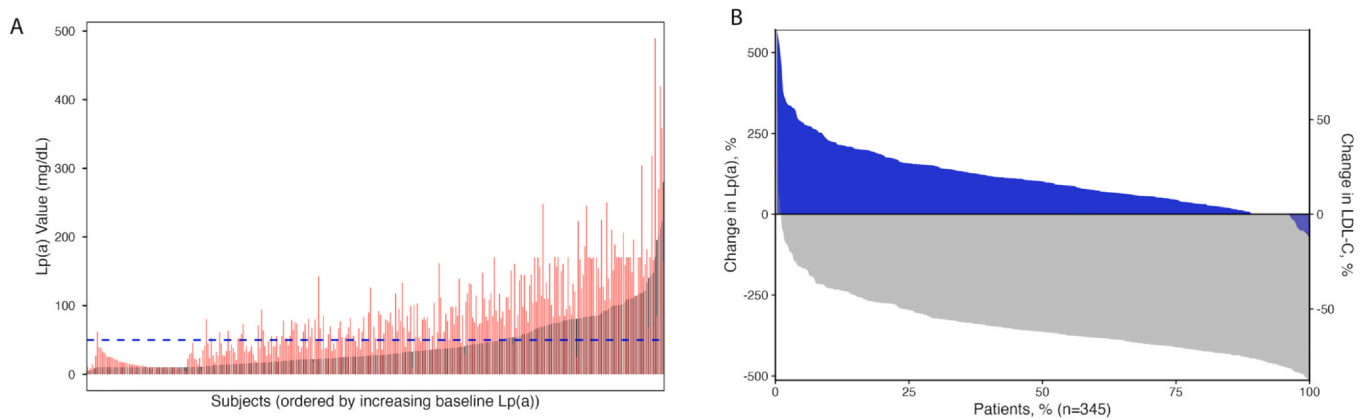 A
Lp(a) Value (mg/dL)
500
400
300
200
100
0
Subjects (ordered by increasing baseline Lp(a))
B
Change in Lp(a), %
500
250
0
-250
-500
50
0
-50
Change in LDL-C, %
0
25
50
75
100
Patients, % (n=345)